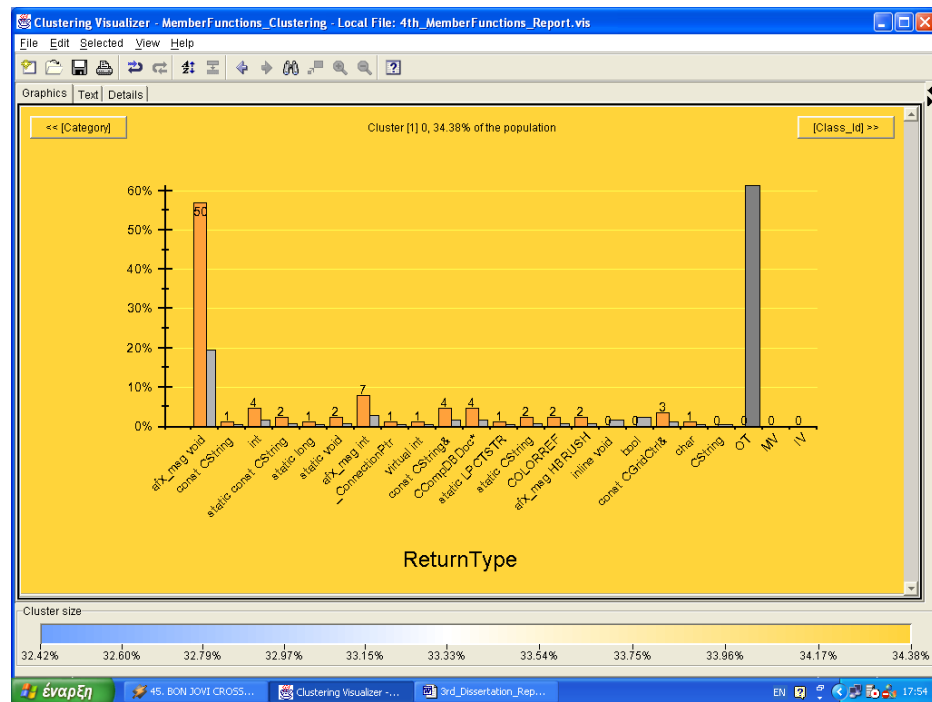 Clustering Visualizer - MemberFunctions_Clustering - Local File: 4th_MemberFunctions_Report.vis
File Edit Selected View Help
Graphics Text Details
<< [Category]
Cluster [1] 0, 34.38% of the population
[Class_Id] >>
60%
50%
40%
30%
20%
10%
0%
50 1 4 2 1 2 7 1 1 4 4 1 2 2 2 0 0 3 1 0 0 0 0
afx_msg void
const CString
int
static const CString
static long
static void
afx_msg int
_ConnectionPtr
virtual int
const CString&
CCompDBDoc*
static LPCTSTR
static CString
COLORREF
afx_msg HBRUSH
inline void
bool
const CGridCtrl&
char
CString
OT
MV
IV
ReturnType
Cluster size
32.42% 32.60% 32.79% 32.97% 33.15% 33.33% 33.54% 33.75% 33.96% 34.17% 34.38%
έναρξη 45. BON JOVI CROSS... Clustering Visualizer -... 3rd_Dissertation_Rep... EN 17:54